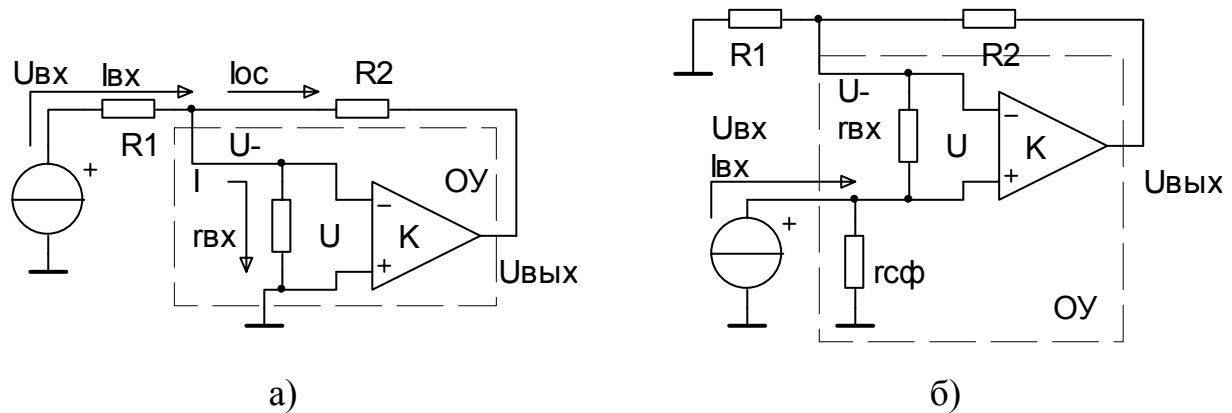 Uвх Iвх Iос R2
R1
U-
I
ОУ
+
−
rвх U K
+
Uвых
а)
R1 R2
U-
rвх
Uвх
−
U K
Iвх
+
+
Uвых
rсф
ОУ
б)